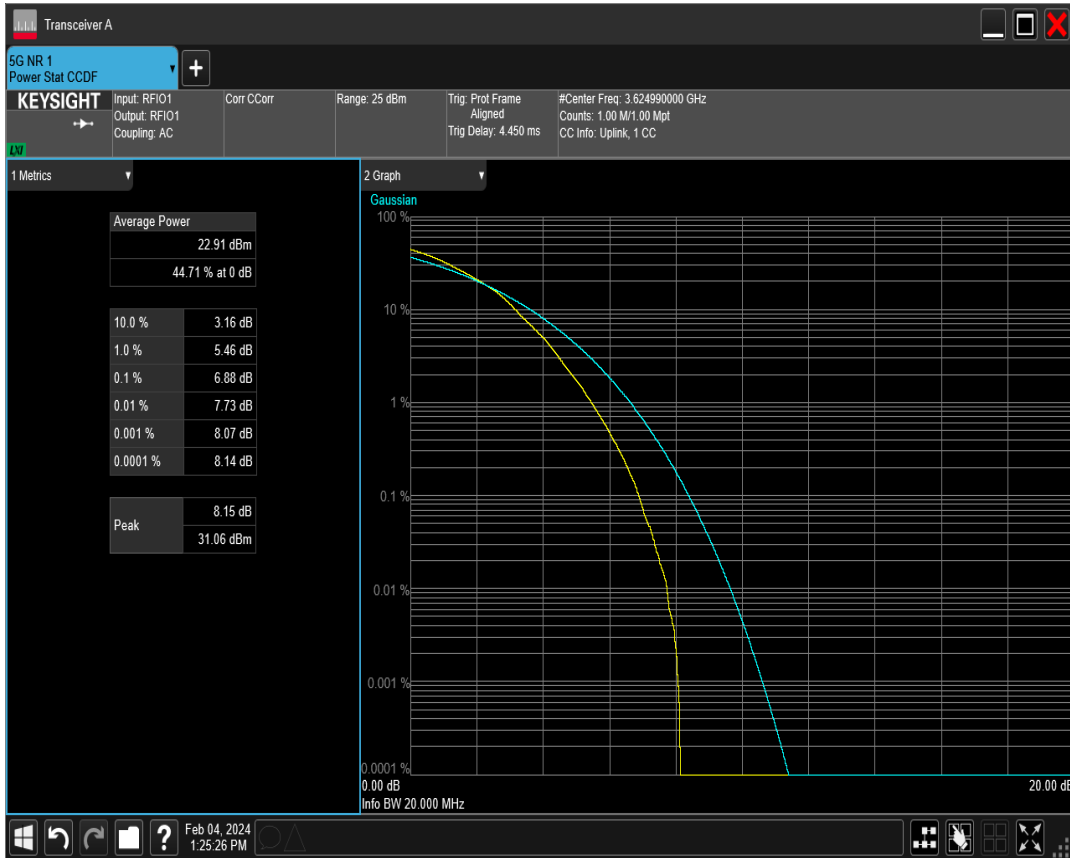 Transceiver A
5G NR 1
Power Stat CCDF
KEYSIGHT
LXI
Input: RFIO1
Output: RFIO1
Coupling: AC
Corr CCorr
Range: 25 dBm
Trig: Prot Frame
Aligned
Trig Delay: 4.450 ms
#Center Freq: 3.624990000 GHz
Counts: 1.00 M/1.00 Mpt
CC Info: Uplink, 1 CC
1 Metrics
Average Power
22.91 dBm
44.71 % at 0 dB
10.0 % 3.16 dB
1.0 % 5.46 dB
0.1 % 6.88 dB
0.01 % 7.73 dB
0.001 % 8.07 dB
0.0001 % 8.14 dB
Peak
8.15 dB
31.06 dBm
2 Graph
Gaussian
100 %
10 %
1 %
0.1 %
0.01 %
0.001 %
0.0001 %
0.00 dB
20.00 dB
Info BW 20.000 MHz
?
Feb 04, 2024
1:25:26 PM